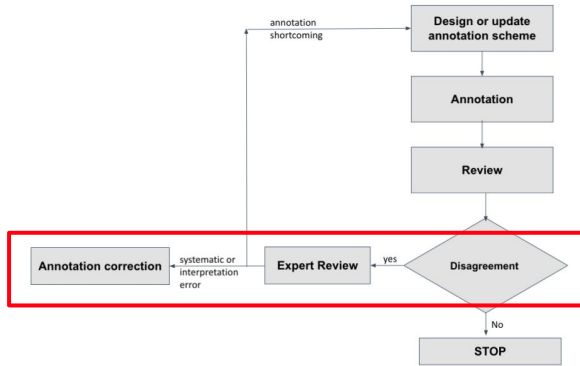 annotation
shortcoming
Design or update
annotation scheme
Annotation
Review
Annotation correction
systematic or
interpretation
error
Expert Review
yes
Disagreement
No
STOP